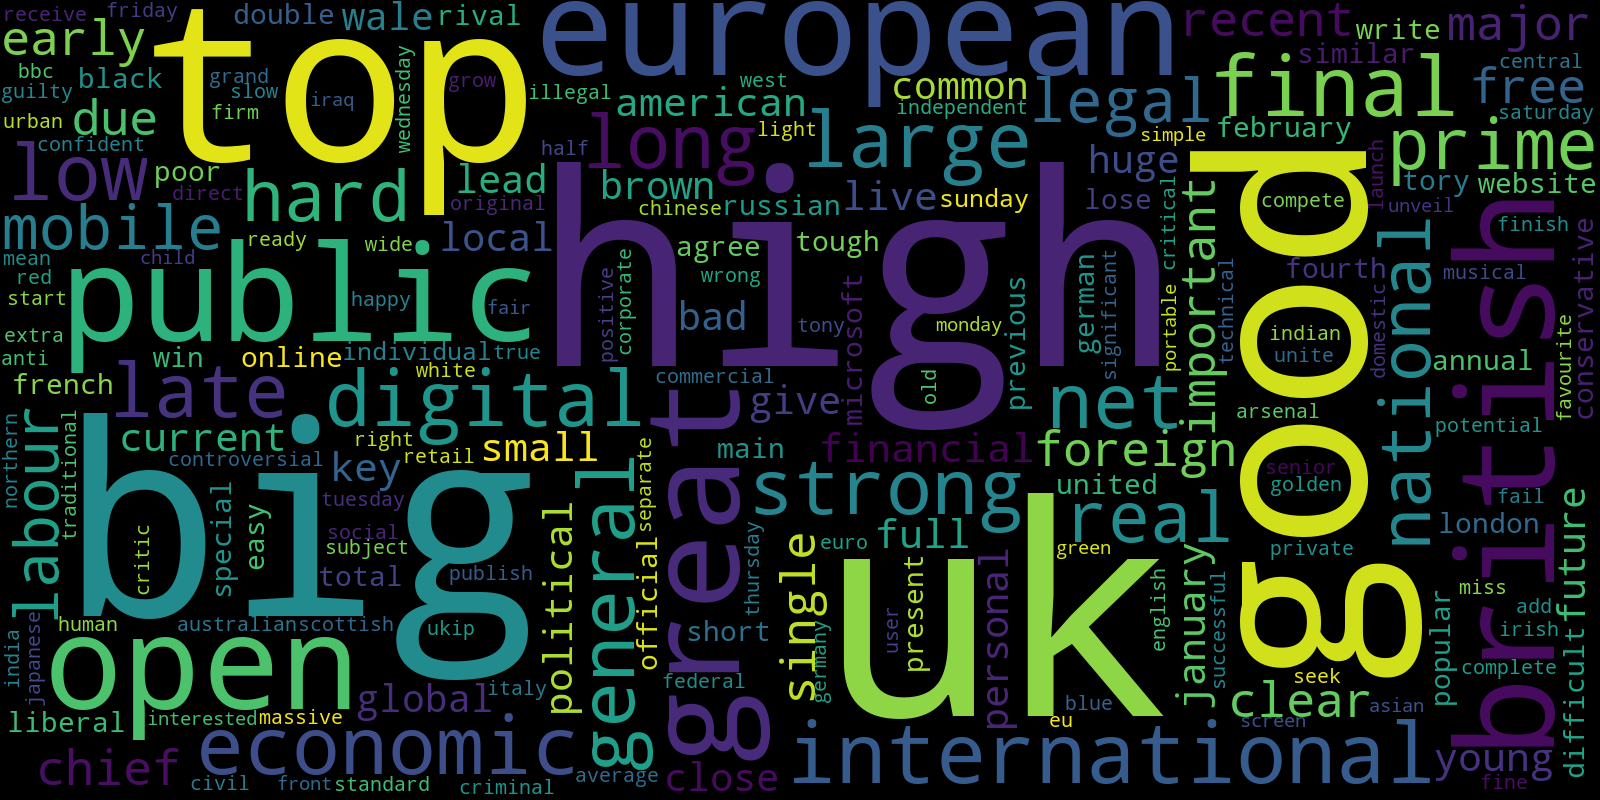 receive
friday
double
wale
rival
european
recent
write
major
early
top
similar
bbc
black
grand
slow
iraq
wednesday
grow
illegal
west
common
legal
final
central
free
guilty
urban
due
firm
american
independent
saturday
confident
half
long
light
large
simple
february
prime
low
poor
direct
hard
lead
original
brown
chinese
russian
live
sunday
huge
lose
critical
important
good
compete
launch
tory
unveil
website
mobile
ready
wide
local
high
agree
tough
wrong
finish
british
conservative
mean
red
child
public
happy
fair
positive
corporate
bad
tony
microsoft
monday
previous
german
significant
portable
technical
fourth
domestic
national
musical
start
extra
anti
win
online
individual
true
indian
unite
annual
favourite
french
late
digital
white
commercial
give
old
net
arsenal
potential
northern
labour
traditional
current
controversial
right
retail
small
key
great
main
financial
foreign
senior
golden
big
special
easy
critic
tuesday
social
subject
total
publish
political
general
separate
official
strong
united
real
fail
london
future
thursday
single
euro
full
green
private
uk
india
japanese
human
open
australian
scottish
ukip
short
germany
user
present
personal
english
january
successful
miss
add
irish
difficult
popular
complete
liberal
interested
massive
global
italy
federal
eu
blue
seek
clear
screen
asian
chief
economic
civil
front
standard
criminal
average
close
international
young
fine